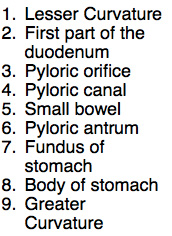 1. Lesser Curvature
2. First part of the
duodenum
3. Pyloric orifice
4. Pyloric canal
5. Small bowel
6. Pyloric antrum
7. Fundus of
stomach
8. Body of stomach
9. Greater
Curvature